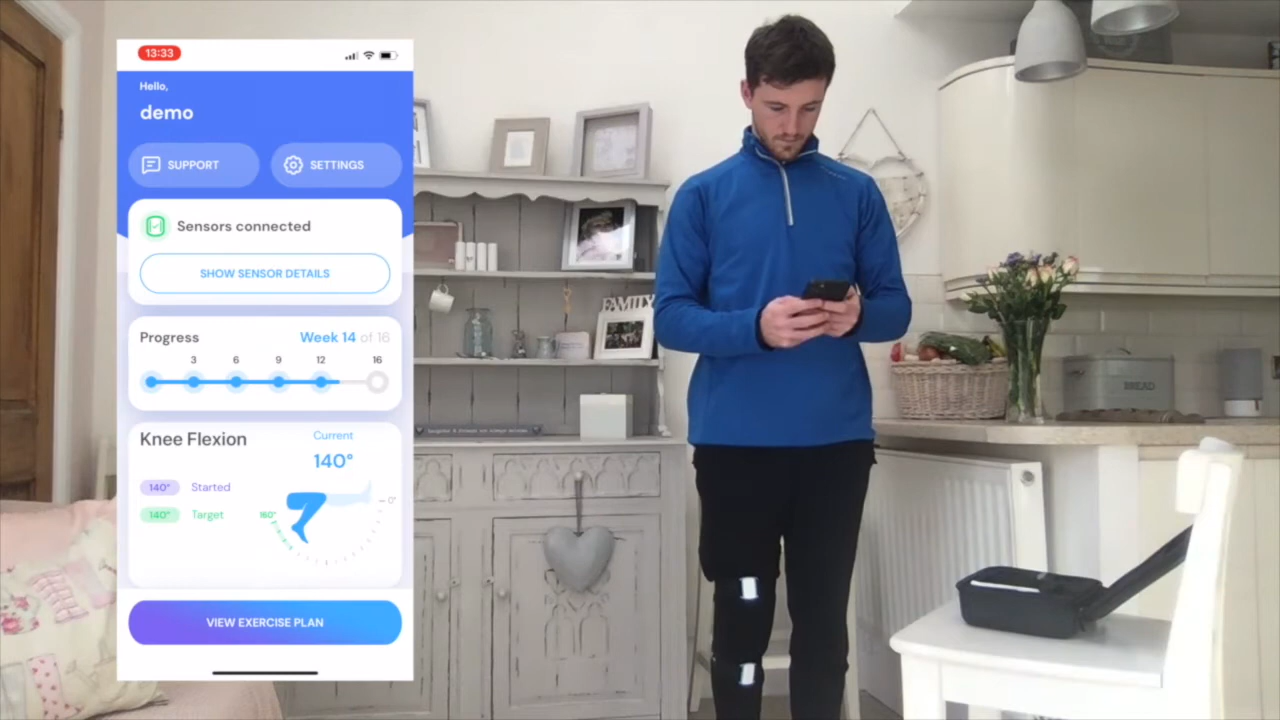 13:33
Hello,
demo
SUPPORT
SETTINGS
Sensors connected
SHOW SENSOR DETAILS
Progress
Week 14 of 16
3 6 9 12 16
Knee Flexion
Current
140°
140° Started
140° Target
0°
160°
VIEW EXERCISE PLAN
FAMILY
BREAD